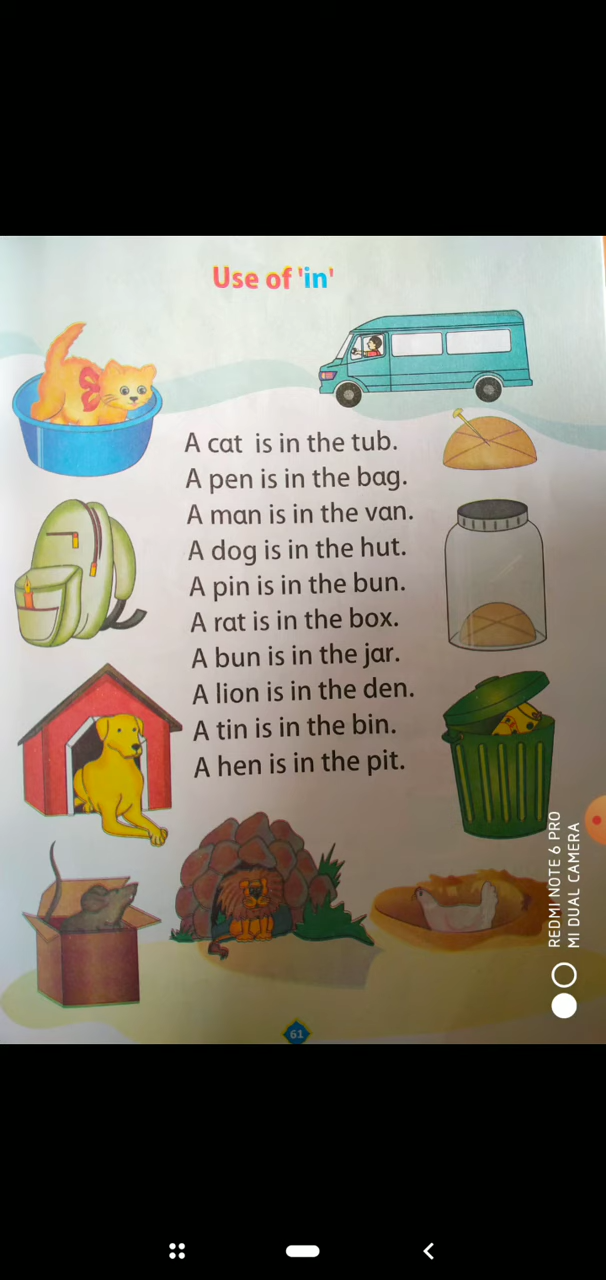 Use of 'in'
A cat is in the tub.
A pen is in the bag.
A man is in the van.
A dog is in the hut.
A pin is in the bun.
A rat is in the box.
A bun is in the jar.
A lion is in the den.
A tin is in the bin.
A hen is in the pit.
61
REDMI NOTE 6 PRO
MI DUAL CAMERA